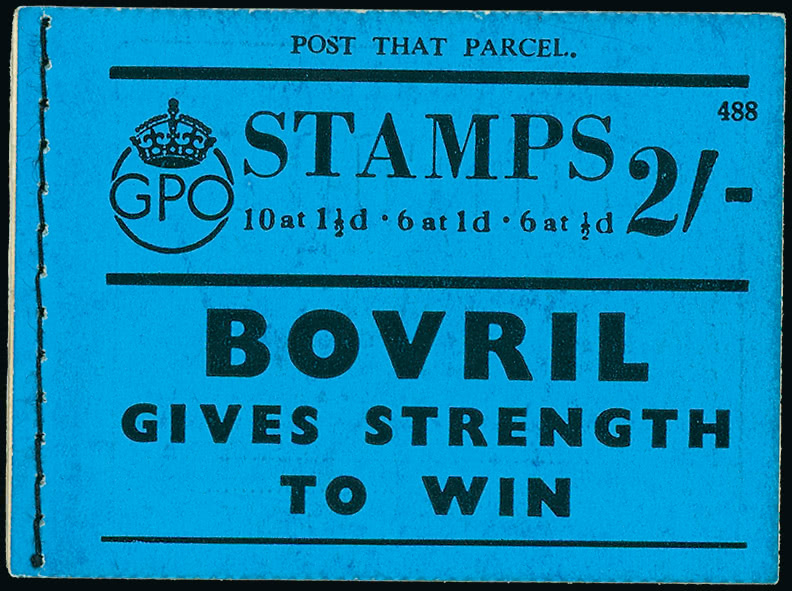 POST THAT PARCEL..
488
STAMPS 2/-
GPO
10 at 1½d · 6 at 1d · 6 at ½d
BOVRIL
GIVES STRENGTH
TO WIN